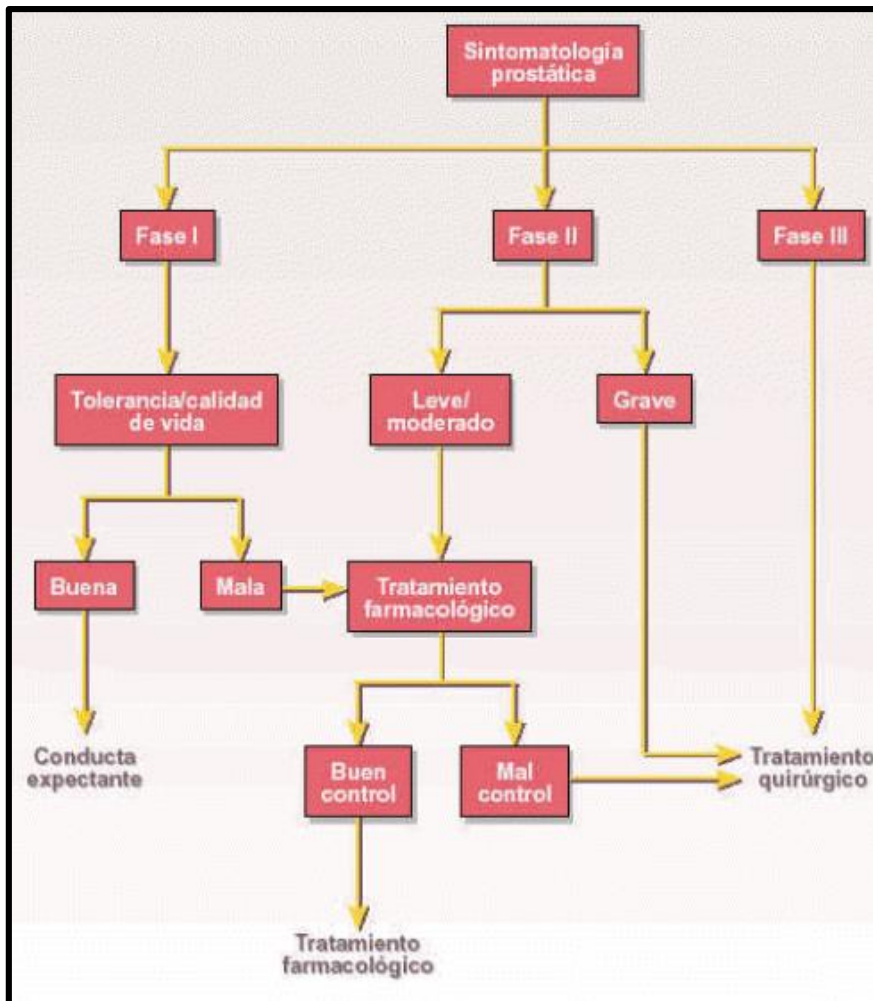 Sintomatología
prostática
Fase I
Fase II
Fase III
Tolerancia/calidad
de vida
Leve/
moderado
Grave
Buena
Mala
Tratamiento
farmacológico
Conducta
expectante
Buen
control
Mal
control
Tratamiento
quirúrgico
Tratamiento
farmacológico